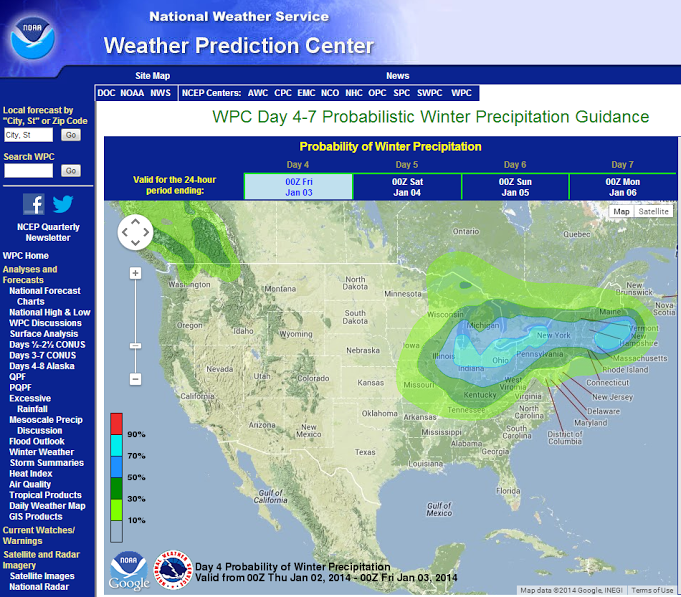 NOAA
National Weather Service
Weather Prediction Center
Site Map
News
DOC NOAA NWS
NCEP Centers: AWC CPC EMC NCO NHC OPC SPC SWPC WPC
Local forecast by
"City, St" or Zip Code
City, St
Go
Search WPC
Go
NCEP Quarterly
Newsletter
WPC Home
Analyses and
Forecasts
National Forecast
Charts
National High & Low
WPC Discussions
Surface Analysis
Days ½-2½ CONUS
Days 3-7 CONUS
Days 4-8 Alaska
QPF
PQPF
Excessive
Rainfall
Mesoscale Precip
Discussion
Flood Outlook
Winter Weather
Storm Summaries
Heat Index
Air Quality
Tropical Products
Daily Weather Map
GIS Products
Current Watches/
Warnings
Satellite and Radar
Imagery
Satellite Images
National Radar
WPC Day 4-7 Probabilistic Winter Precipitation Guidance
Probability of Winter Precipitation
Day 4 Day 5 Day 6 Day 7
Valid for the 24-hour
period ending:
00Z Fri
Jan 03
00Z Sat
Jan 04
00Z Sun
Jan 05
00Z Mon
Jan 06
Map Satellite
Ontario
Quebec
New
Brunswick
Nova
Scotia
Washington
Montana
North
Dakota
Minnesota
Wisconsin
Michigan
Maine
Vermont
New
Hampshire
Oregon
Idaho
Wyoming
South
Dakota
Iowa
New York
Massachusetts
Rhode Island
Connecticut
Nebraska
Illinois
Indiana
Ohio
Pennsylvania
New Jersey
Nevada
Utah
Colorado
Kansas
Missouri
West
Virginia
Virginia
Kentucky
Delaware
Maryland
District of
Columbia
California
Oklahoma
Arkansas
Tennessee
North
Carolina
Arizona
New
Mexico
Mississippi
Alabama
South
Carolina
Georgia
Texas
Louisiana
Florida
Gulf of
California
Gulf of
Mexico
Mexico
90%
70%
50%
30%
10%
NOAA
Google
Day 4 Probability of Winter Precipitation
Valid from 00Z Thu Jan 02, 2014 - 00Z Fri Jan 03, 2014
Map data ©2014 Google, INEGI
Terms of Use